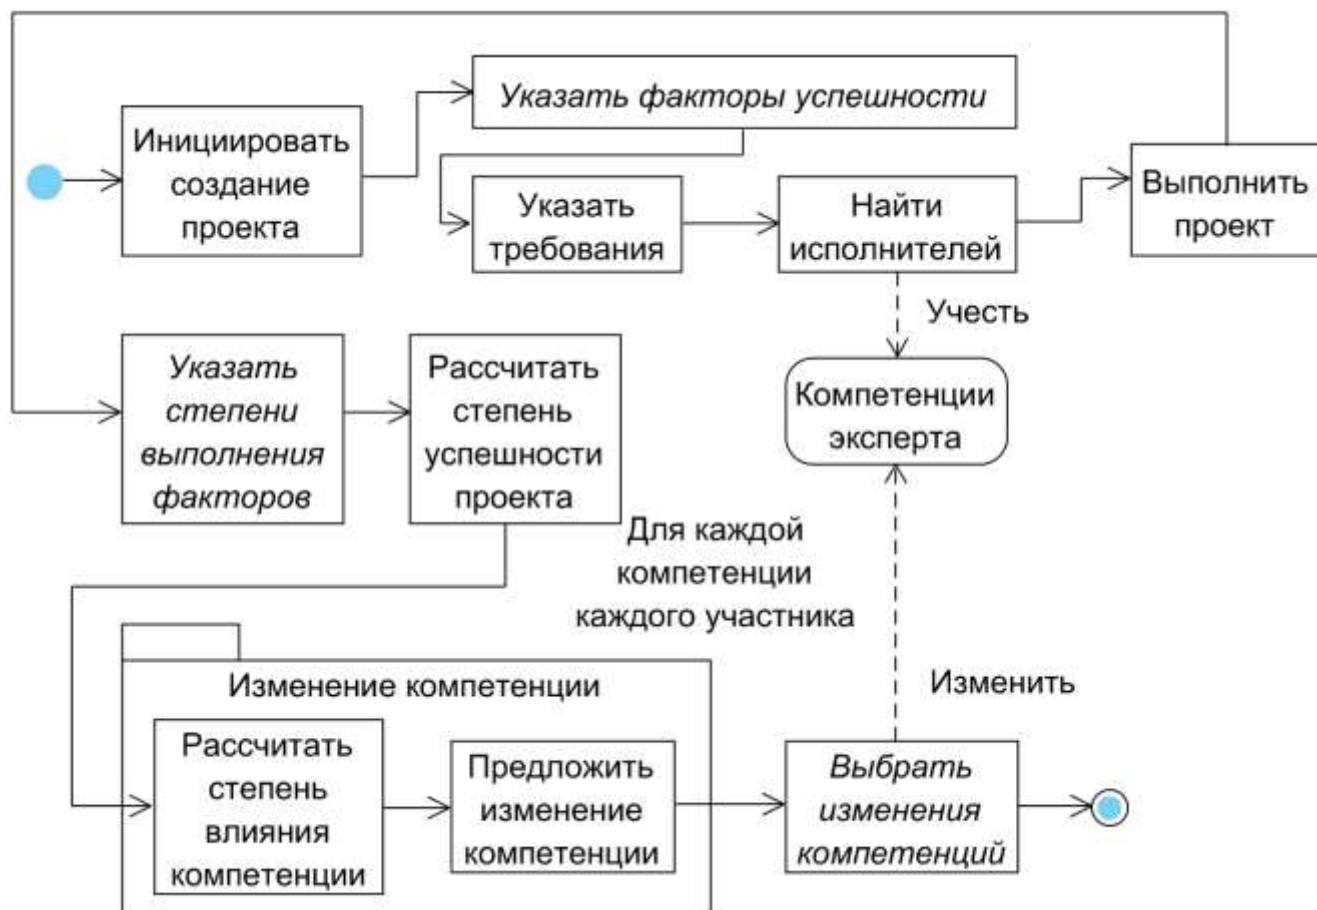 Указать факторы успешности
Инициировать
создание
проекта
Указать
требования
Найти
исполнителей
Выполнить
проект
Учесть
Компетенции
эксперта
Указать
степени
выполнения
факторов
Рассчитать
степень
успешности
проекта
Для каждой
компетенции
каждого участника
Изменить
Изменение компетенции
Рассчитать
степень
влияния
компетенции
Предложить
изменение
компетенции
Выбрать
изменения
компетенций